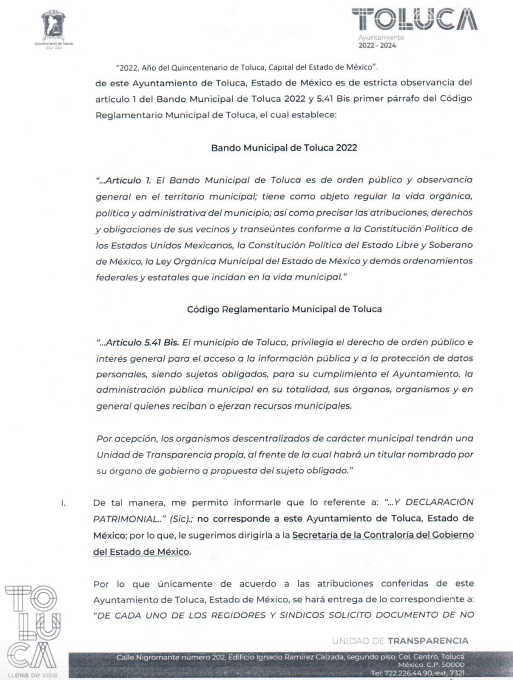 TOLUCA
Ayuntamiento
2022 - 2024
"2022. Año del Quincentenario de Toluca, Capital del Estado de México".
de este Ayuntamiento de Toluca, Estado de México es de estricta observancia del
artículo 1 del Bando Municipal de Toluca 2022 y 5.41 Bis primer párrafo del Código
Reglamentario Municipal de Toluca, el cual establece:
Bando Municipal de Toluca 2022
"...Artículo 1. El Bando Municipal de Toluca es de orden público y observancia
general en el territorio municipal; tiene como objeto regular la vida orgánica,
política y administrativa del municipio; así como precisar las atribuciones, derechos
y obligaciones de sus vecinos y transeúntes conforme a la Constitución Política de
los Estados Unidos Mexicanos, la Constitución Política del Estado Libre y Soberano
de México, la Ley Orgánica Municipal del Estado de México y demás ordenamientos
federales y estatales que incidan en la vida municipal."
Código Reglamentario Municipal de Toluca
"...Artículo 5.41 Bis. El municipio de Toluca, privilegia el derecho de orden público e
interés general para el acceso a la información pública y a la protección de datos
personales, siendo sujetos obligados, para su cumplimiento el Ayuntamiento, la
administración pública municipal en su totalidad, sus órganos, organismos y en
general quienes reciban o ejerzan recursos municipales.
Por acepción, los organismos descentralizados de carácter municipal tendrán una
Unidad de Transparencia propia, al frente de la cual habrá un titular nombrado por
su órgano de gobierno a propuesta del sujeto obligado."
I. De tal manera, me permito informarle que lo referente a: "...Y DECLARACIÓN
PATRIMONIAL.." (Sic).; no corresponde a este Ayuntamiento de Toluca, Estado de
México; por lo que, le sugerimos dirigirla a la Secretaría de la Contraloría del Gobierno
del Estado de México.
Por lo que únicamente de acuerdo a las atribuciones conferidas de este
Ayuntamiento de Toluca, Estado de México, se hará entrega de lo correspondiente a:
"DE CADA UNO DE LOS REGIDORES Y SINDICOS SOLICITO DOCUMENTO DE NO
TOLUCA
LLENA DE VIDA
UNIDAD DE TRANSPARENCIA
Calle Nigromante número 202, Edificio Ignacio Ramírez Calzada, segundo piso, Col. Centro, Toluca
México. C.P. 50000
Tel: 722.226.44.90, ext. 7321